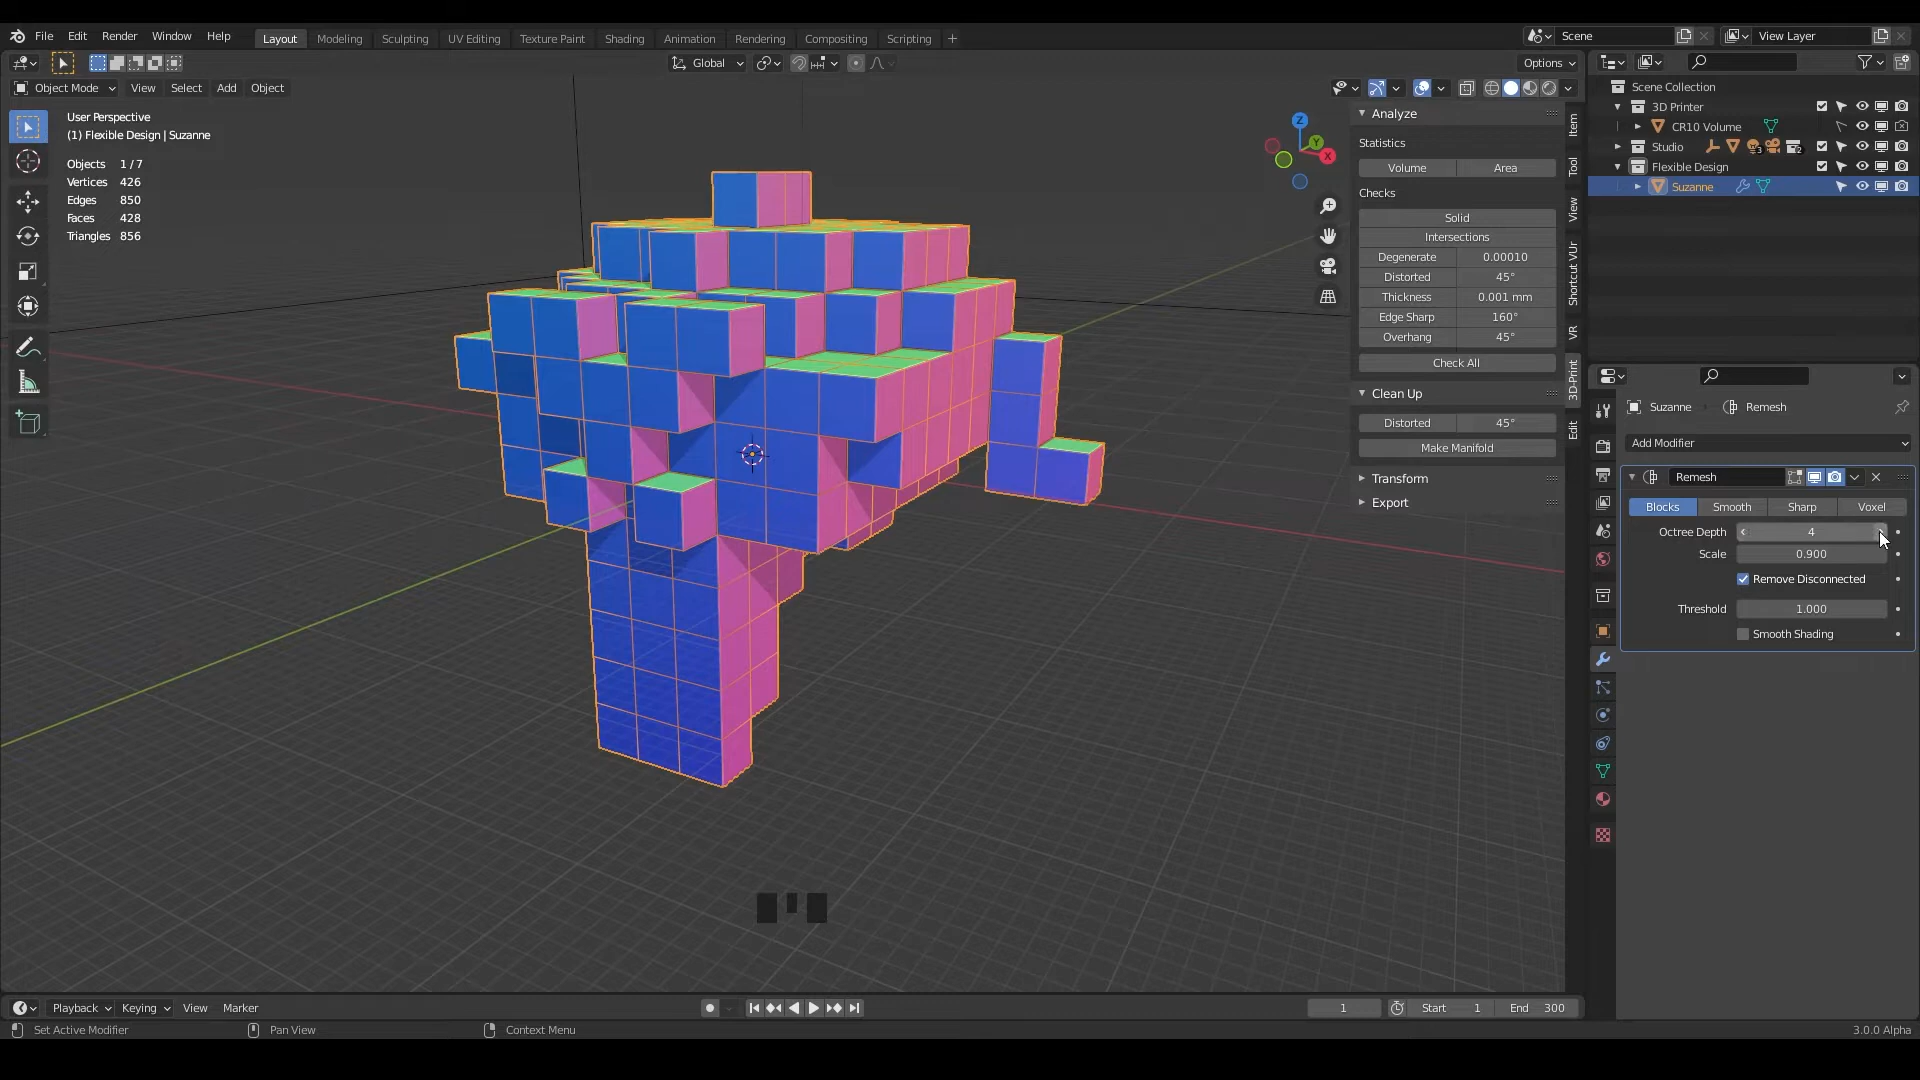 File Edit Render Window Help Layout Modeling Sculpting UV Editing Texture Paint Shading Animation Rendering Compositing Scripting Scene View Layer
Global Options
Object Mode View Select Add Object
User Perspective
(1) Flexible Design | Suzanne
Objects 1/7
Vertices 426
Edges 850
Faces 428
Triangles 856
Z
Y
X
Analyze
Statistics
Volume Area
Checks
Solid
Intersections
Degenerate 0.00010
Distorted 45°
Thickness 0.001 mm
Edge Sharp 160°
Overhang 45°
Check All
Clean Up
Distorted 45°
Make Manifold
Transform
Export
Item
Tool
View
Shortcut VUr
VR
3D-Print
Edit
Scene Collection
3D Printer
CR10 Volume
Studio 3 2
Flexible Design
Suzanne
Suzanne Remesh
Add Modifier
Remesh
Blocks Smooth Sharp Voxel
Octree Depth 4
Scale 0.900
Remove Disconnected
Threshold 1.000
Smooth Shading
Playback Keying View Marker 1 Start 1 End 300
Set Active Modifier Pan View Context Menu 3.0.0 Alpha